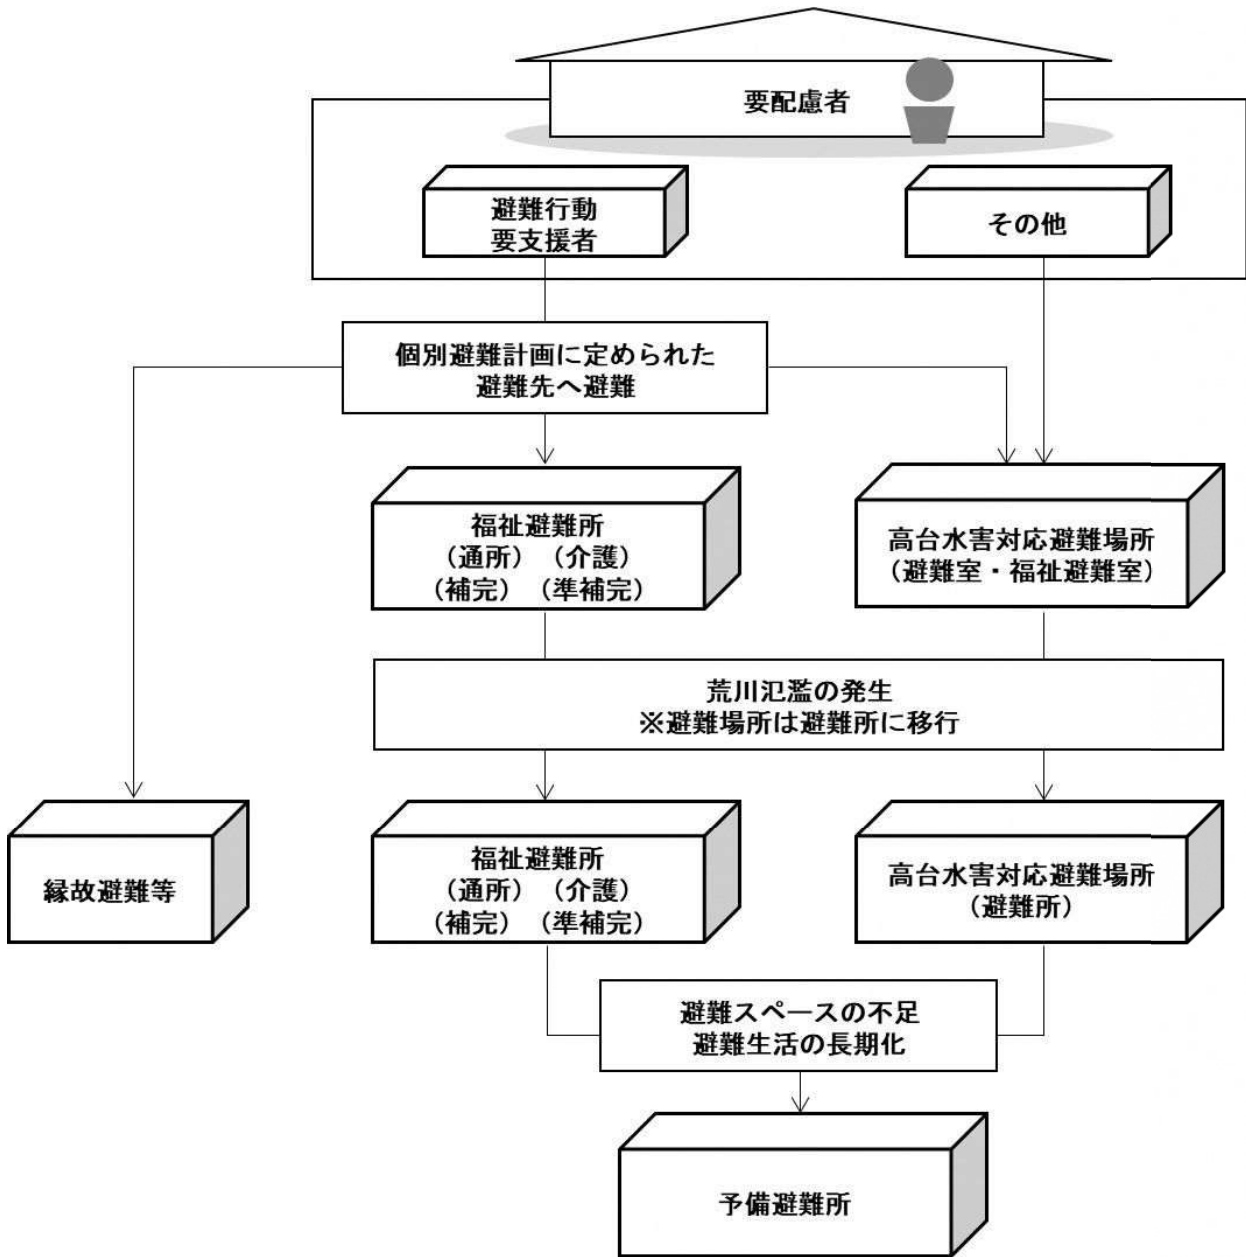 要配慮者
避難行動
要支援者
その他
個別避難計画に定められた
避難先へ避難
福祉避難所
（通所）（介護）
（補完）（準補完）
高台水害対応避難場所
（避難室・福祉避難室）
荒川氾濫の発生
※避難場所は避難所に移行
縁故避難等
福祉避難所
（通所）（介護）
（補完）（準補完）
高台水害対応避難場所
（避難所）
避難スペースの不足
避難生活の長期化
予備避難所